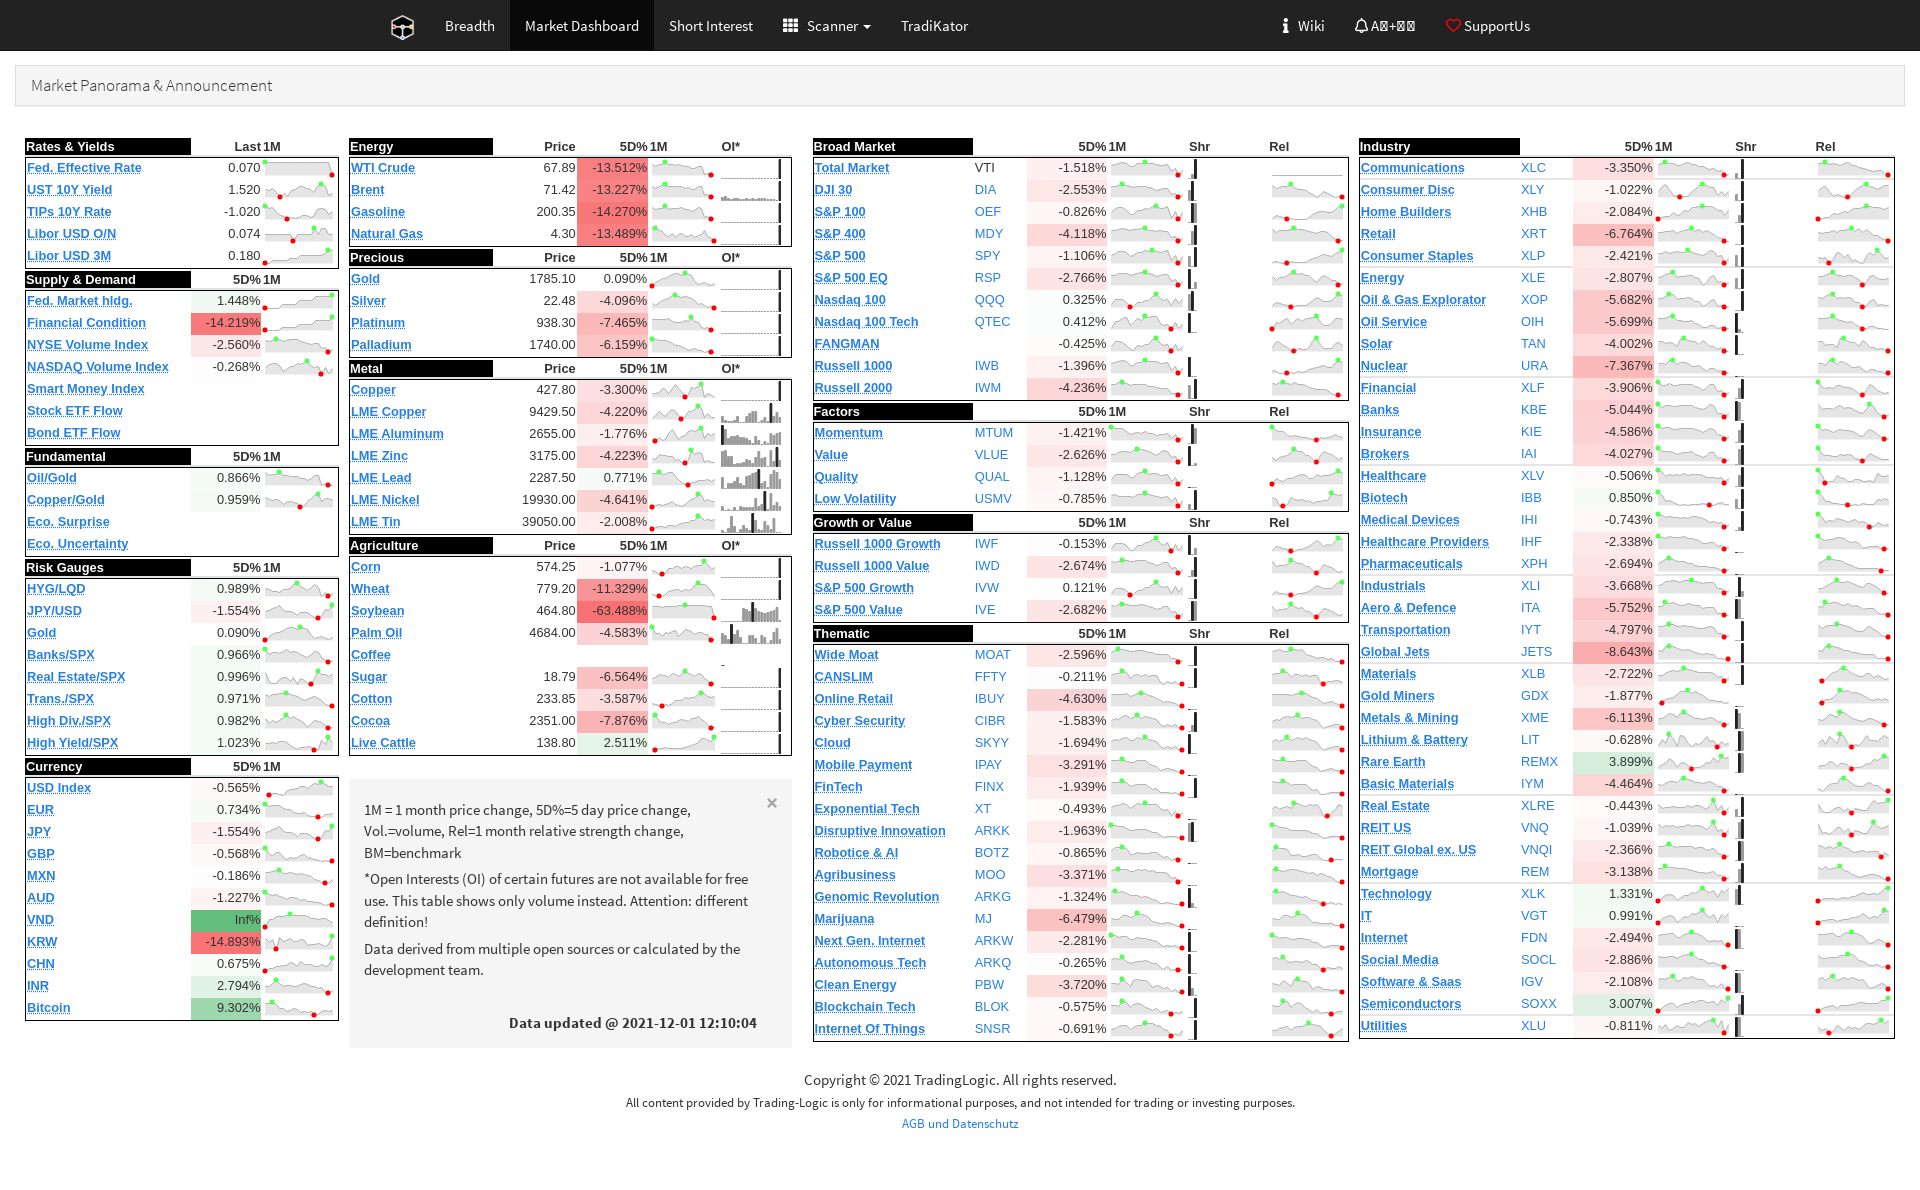 Breadth
Market Dashboard
Short Interest
Scanner
TradiKator
Wiki
SupportUs
Market Panorama & Announcement
Rates & Yields Last 1M
Fed. Effective Rate 0.070
UST 10Y Yield 1.520
TIPs 10Y Rate -1.020
Libor USD O/N 0.074
Libor USD 3M 0.180
Supply & Demand 5D% 1M
Fed. Market hldg. 1.448%
Financial Condition -14.219%
NYSE Volume Index -2.560%
NASDAQ Volume Index -0.268%
Smart Money Index
Stock ETF Flow
Bond ETF Flow
Fundamental 5D% 1M
Oil/Gold 0.866%
Copper/Gold 0.959%
Eco. Surprise
Eco. Uncertainty
Risk Gauges 5D% 1M
HYG/LQD 0.989%
JPY/USD -1.554%
Gold 0.090%
Banks/SPX 0.966%
Real Estate/SPX 0.996%
Trans./SPX 0.971%
High Div./SPX 0.982%
High Yield/SPX 1.023%
Currency 5D% 1M
USD Index -0.565%
EUR 0.734%
JPY -1.554%
GBP -0.568%
MXN -0.186%
AUD -1.227%
VND Inf%
KRW -14.893%
CHN 0.675%
INR 2.794%
Bitcoin 9.302%
Energy Price 5D% 1M OI*
WTI Crude 67.89 -13.512%
Brent 71.42 -13.227%
Gasoline 200.35 -14.270%
Natural Gas 4.30 -13.489%
Precious Price 5D% 1M OI*
Gold 1785.10 0.090%
Silver 22.48 -4.096%
Platinum 938.30 -7.465%
Palladium 1740.00 -6.159%
Metal Price 5D% 1M OI*
Copper 427.80 -3.300%
LME Copper 9429.50 -4.220%
LME Aluminum 2655.00 -1.776%
LME Zinc 3175.00 -4.223%
LME Lead 2287.50 0.771%
LME Nickel 19930.00 -4.641%
LME Tin 39050.00 -2.008%
Agriculture Price 5D% 1M OI*
Corn 574.25 -1.077%
Wheat 779.20 -11.329%
Soybean 464.80 -63.488%
Palm Oil 4684.00 -4.583%
Coffee
Sugar 18.79 -6.564%
Cotton 233.85 -3.587%
Cocoa 2351.00 -7.876%
Live Cattle 138.80 2.511%
×
1M = 1 month price change, 5D%=5 day price change,
Vol.=volume, Rel=1 month relative strength change,
BM=benchmark
*Open Interests (OI) of certain futures are not available for free
use. This table shows only volume instead. Attention: different
definition!
Data derived from multiple open sources or calculated by the
development team.
Data updated @ 2021-12-01 12:10:04
Broad Market 5D% 1M Shr Rel
Total Market VTI -1.518%
DJI 30 DIA -2.553%
S&P 100 OEF -0.826%
S&P 400 MDY -4.118%
S&P 500 SPY -1.106%
S&P 500 EQ RSP -2.766%
Nasdaq 100 QQQ 0.325%
Nasdaq 100 Tech QTEC 0.412%
FANGMAN -0.425%
Russell 1000 IWB -1.396%
Russell 2000 IWM -4.236%
Factors 5D% 1M Shr Rel
Momentum MTUM -1.421%
Value VLUE -2.626%
Quality QUAL -1.128%
Low Volatility USMV -0.785%
Growth or Value 5D% 1M Shr Rel
Russell 1000 Growth IWF -0.153%
Russell 1000 Value IWD -2.674%
S&P 500 Growth IVW 0.121%
S&P 500 Value IVE -2.682%
Thematic 5D% 1M Shr Rel
Wide Moat MOAT -2.596%
CANSLIM FFTY -0.211%
Online Retail IBUY -4.630%
Cyber Security CIBR -1.583%
Cloud SKYY -1.694%
Mobile Payment IPAY -3.291%
FinTech FINX -1.939%
Exponential Tech XT -0.493%
Disruptive Innovation ARKK -1.963%
Robotice & AI BOTZ -0.865%
Agribusiness MOO -3.371%
Genomic Revolution ARKG -1.324%
Marijuana MJ -6.479%
Next Gen. Internet ARKW -2.281%
Autonomous Tech ARKQ -0.265%
Clean Energy PBW -3.720%
Blockchain Tech BLOK -0.575%
Internet Of Things SNSR -0.691%
Industry 5D% 1M Shr Rel
Communications XLC -3.350%
Consumer Disc XLY -1.022%
Home Builders XHB -2.084%
Retail XRT -6.764%
Consumer Staples XLP -2.421%
Energy XLE -2.807%
Oil & Gas Explorator XOP -5.682%
Oil Service OIH -5.699%
Solar TAN -4.002%
Nuclear URA -7.367%
Financial XLF -3.906%
Banks KBE -5.044%
Insurance KIE -4.586%
Brokers IAI -4.027%
Healthcare XLV -0.506%
Biotech IBB 0.850%
Medical Devices IHI -0.743%
Healthcare Providers IHF -2.338%
Pharmaceuticals XPH -2.694%
Industrials XLI -3.668%
Aero & Defence ITA -5.752%
Transportation IYT -4.797%
Global Jets JETS -8.643%
Materials XLB -2.722%
Gold Miners GDX -1.877%
Metals & Mining XME -6.113%
Lithium & Battery LIT -0.628%
Rare Earth REMX 3.899%
Basic Materials IYM -4.464%
Real Estate XLRE -0.443%
REIT US VNQ -1.039%
REIT Global ex. US VNQI -2.366%
Mortgage REM -3.138%
Technology XLK 1.331%
IT VGT 0.991%
Internet FDN -2.494%
Social Media SOCL -2.886%
Software & Saas IGV -2.108%
Semiconductors SOXX 3.007%
Utilities XLU -0.811%
Copyright © 2021 TradingLogic. All rights reserved.
All content provided by Trading-Logic is only for informational purposes, and not intended for trading or investing purposes.
AGB und Datenschutz